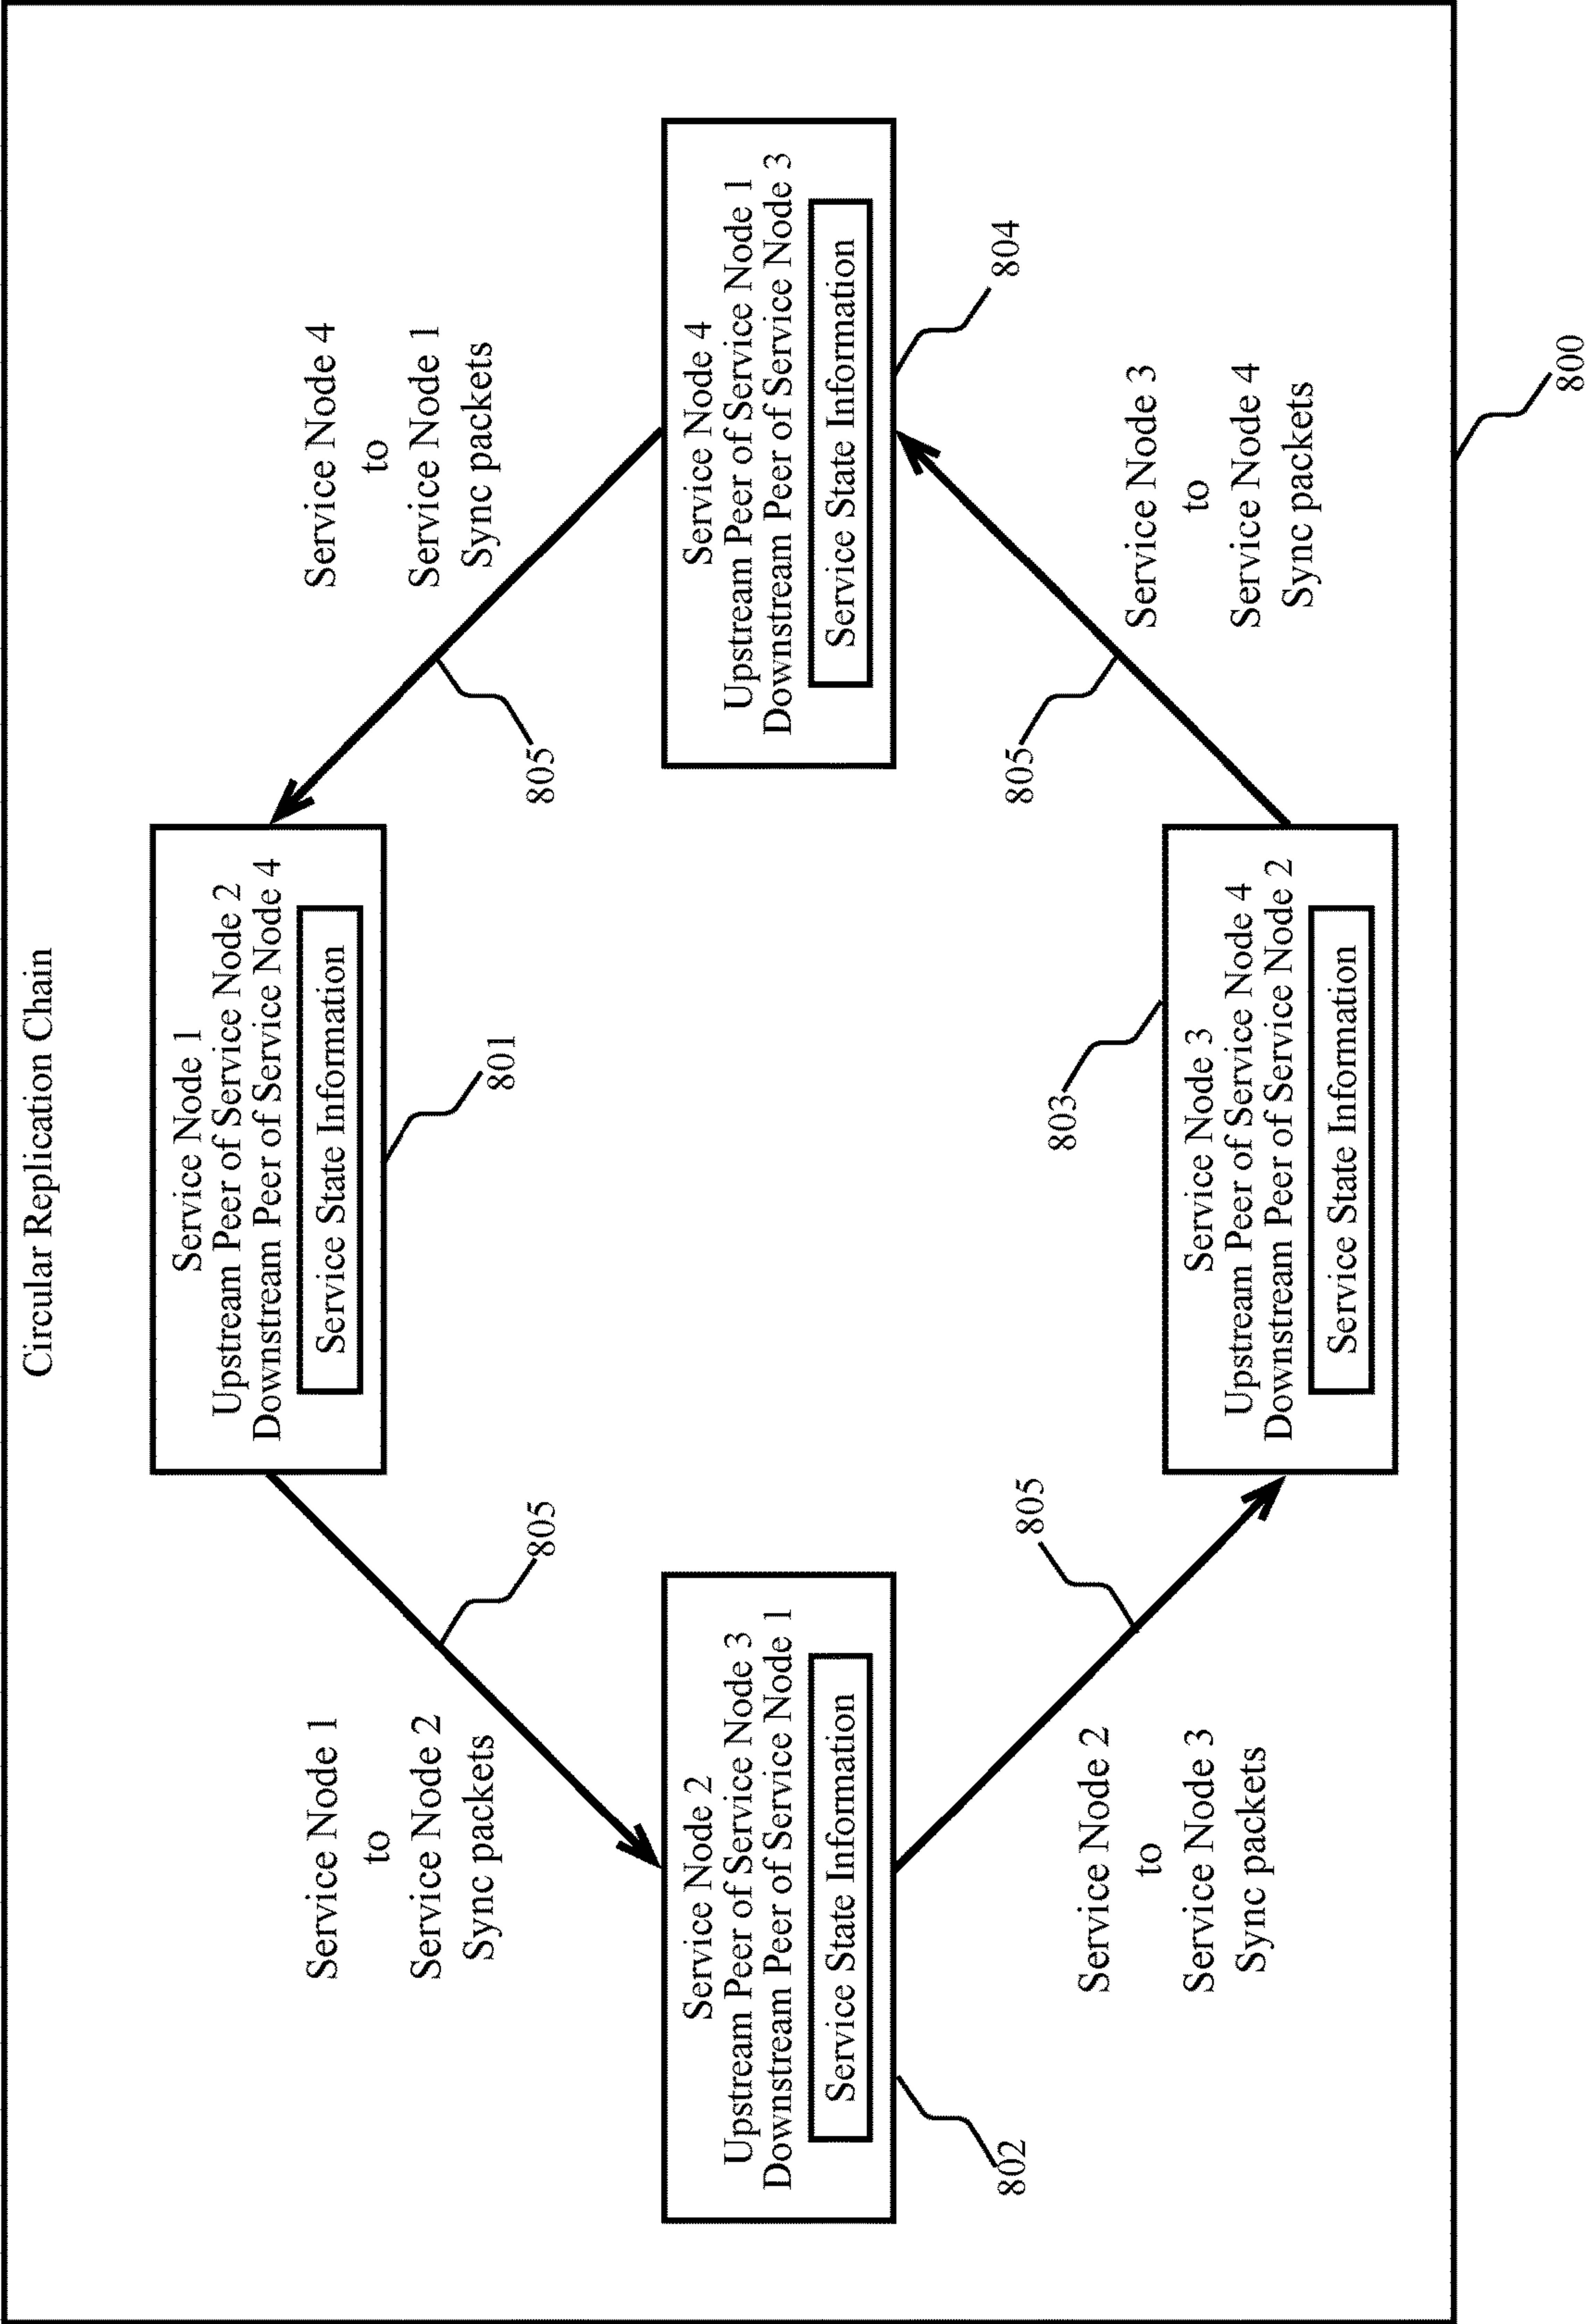 Circular Replication Chain
Service Node 1
Upstream Peer of Service Node 2
Downstream Peer of Service Node 4
Service State Information
801
Service Node 1
to
Service Node 2
Sync packets
805
Service Node 4
to
Service Node 1
Sync packets
805
Service Node 2
Upstream Peer of Service Node 3
Downstream Peer of Service Node 1
Service State Information
802
Service Node 4
Upstream Peer of Service Node 1
Downstream Peer of Service Node 3
Service State Information
804
Service Node 2
to
Service Node 3
Sync packets
805
Service Node 3
to
Service Node 4
Sync packets
805
803
Service Node 3
Upstream Peer of Service Node 4
Downstream Peer of Service Node 2
Service State Information
800